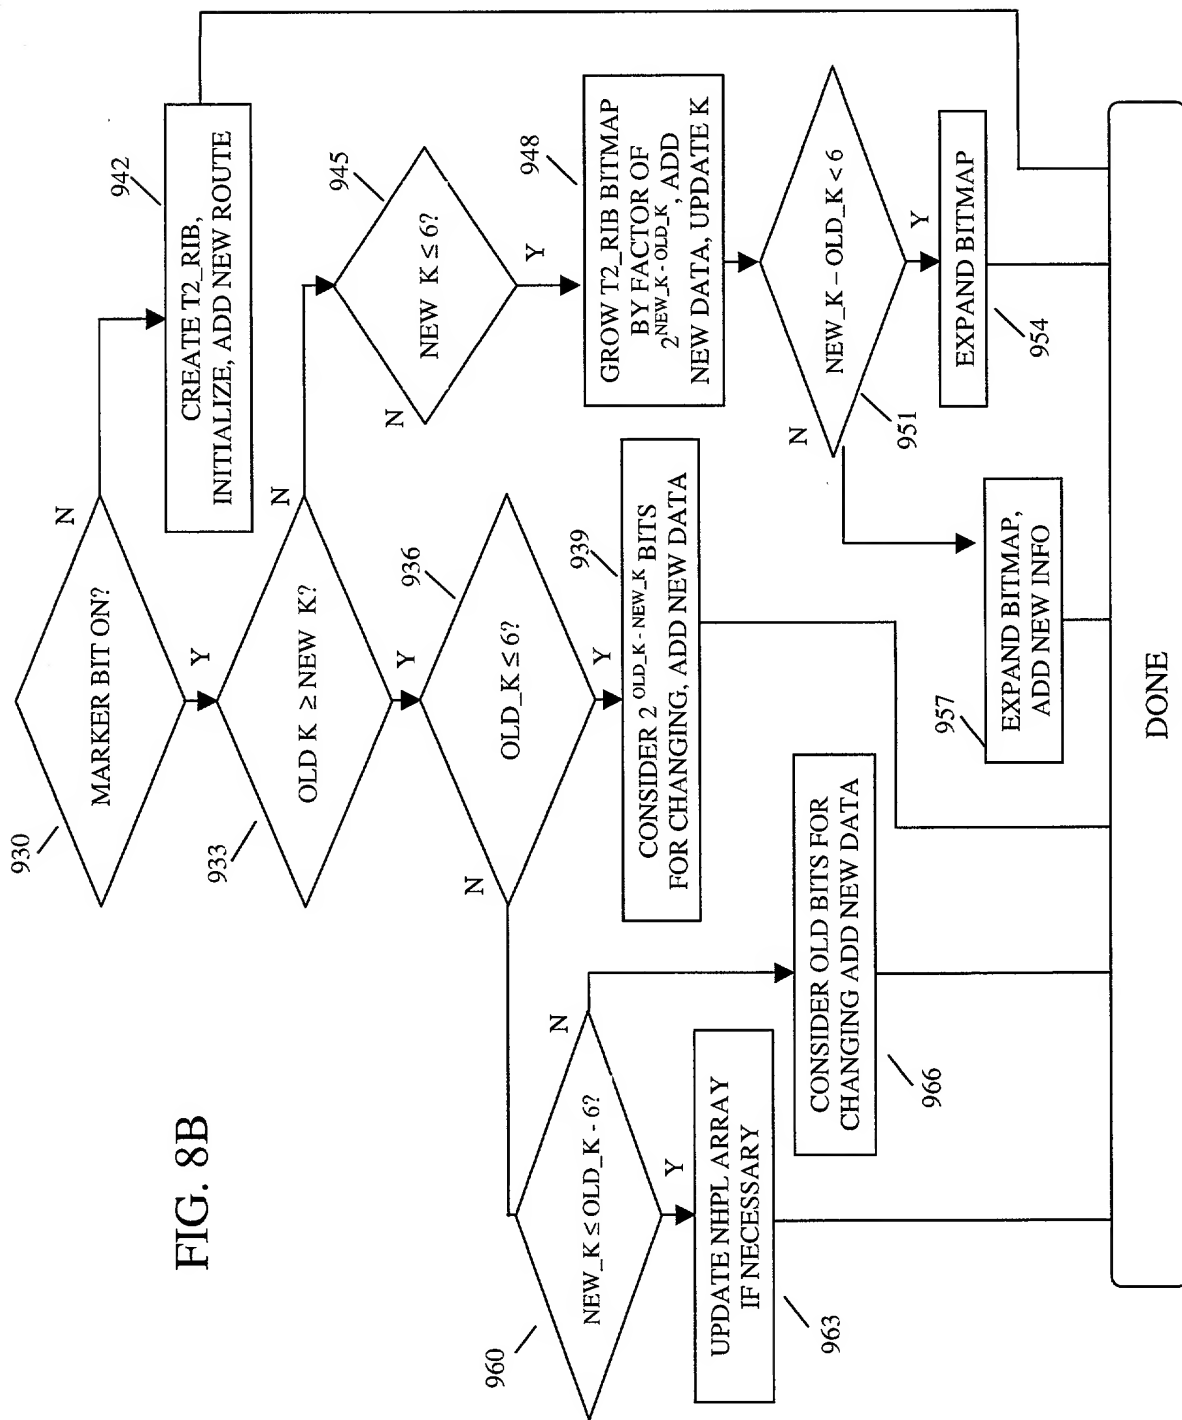 FIG. 8B
930
MARKER BIT ON?
N
Y
942
CREATE T2_RIB,
INITIALIZE, ADD NEW ROUTE
933
OLD K ≥ NEW K?
N
Y
945
NEW K ≤ 6?
N
Y
936
OLD_K ≤ 6?
N
Y
948
GROW T2_RIB BITMAP
BY FACTOR OF
2^NEW_K - OLD_K, ADD
NEW DATA, UPDATE K
939
CONSIDER 2^OLD_K - NEW_K BITS
FOR CHANGING, ADD NEW DATA
960
NEW_K ≤ OLD_K - 6?
N
Y
951
NEW_K – OLD_K < 6
N
Y
963
UPDATE NHPL ARRAY
IF NECESSARY
966
CONSIDER OLD BITS FOR
CHANGING ADD NEW DATA
957
EXPAND BITMAP,
ADD NEW INFO
954
EXPAND BITMAP
DONE